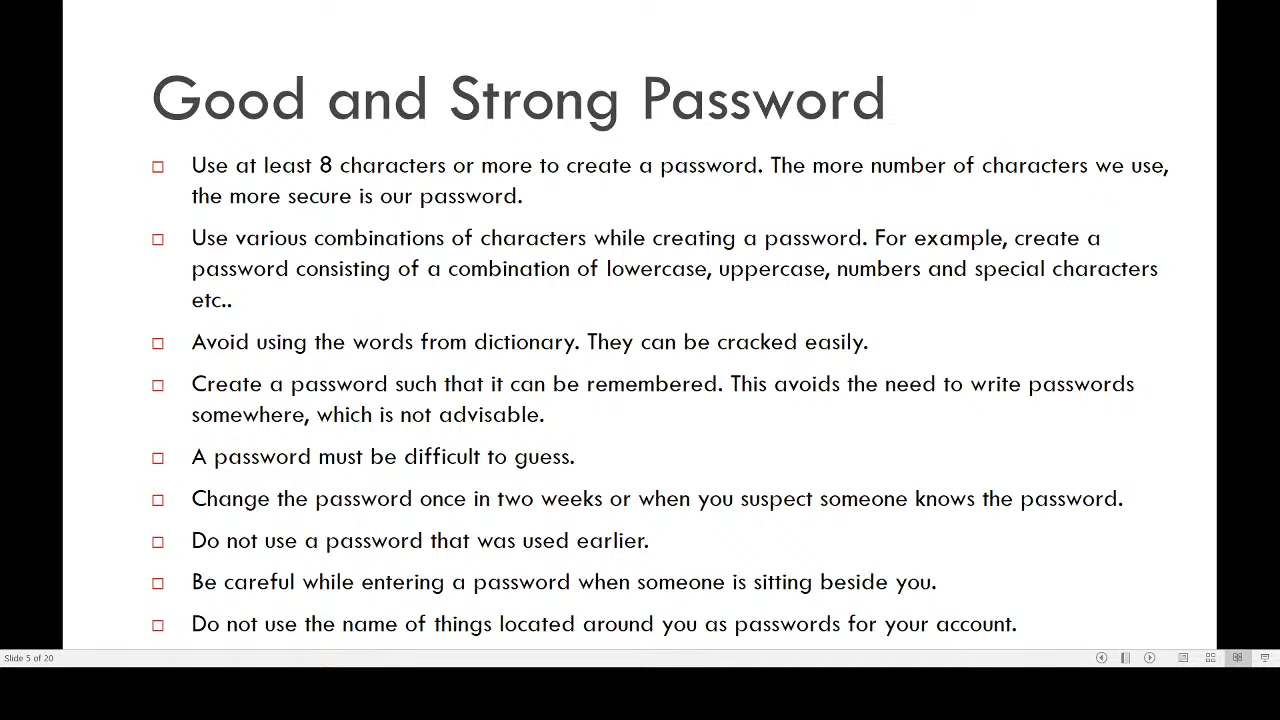 Good and Strong Password
Use at least 8 characters or more to create a password. The more number of characters we use,
the more secure is our password.
Use various combinations of characters while creating a password. For example, create a
password consisting of a combination of lowercase, uppercase, numbers and special characters
etc..
Avoid using the words from dictionary. They can be cracked easily.
Create a password such that it can be remembered. This avoids the need to write passwords
somewhere, which is not advisable.
A password must be difficult to guess.
Change the password once in two weeks or when you suspect someone knows the password.
Do not use a password that was used earlier.
Be careful while entering a password when someone is sitting beside you.
Do not use the name of things located around you as passwords for your account.
Slide 5 of 20